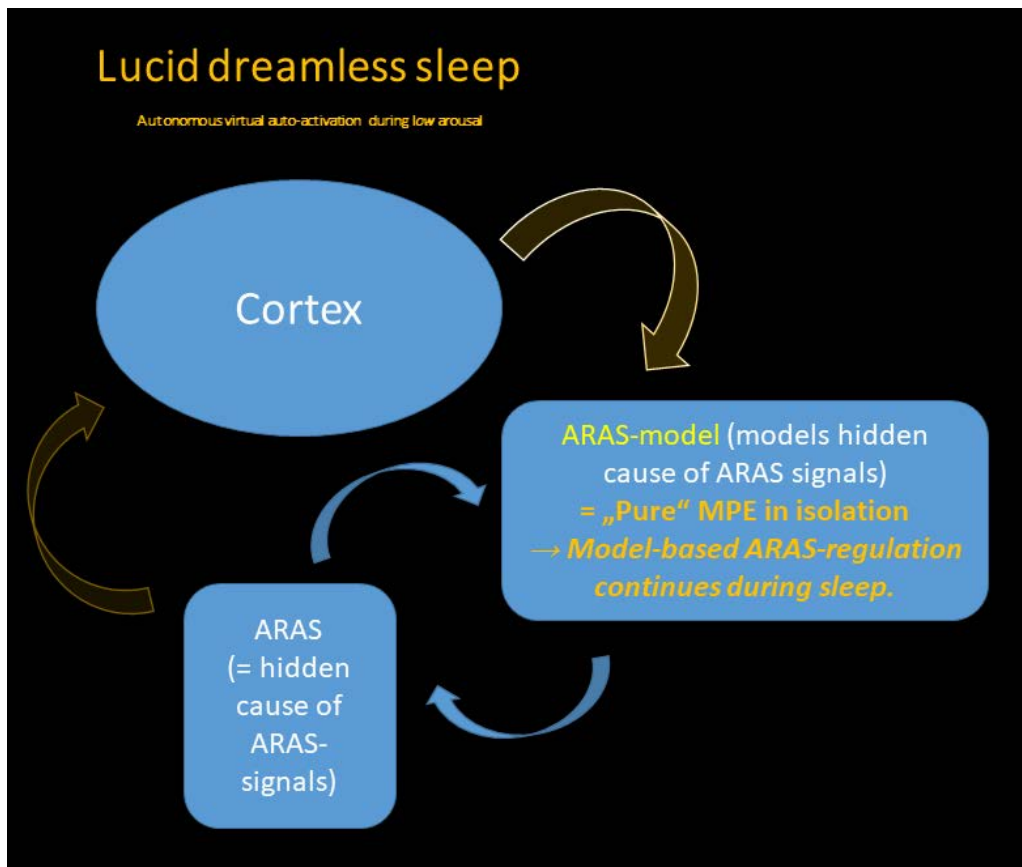 Lucid dreamless sleep
Autonomous virtual auto-activation during low arousal
Cortex
ARAS-model (models hidden
cause of ARAS signals)
= „Pure“ MPE in isolation
→ Model-based ARAS-regulation
continues during sleep.
ARAS
(= hidden
cause of
ARAS-
signals)